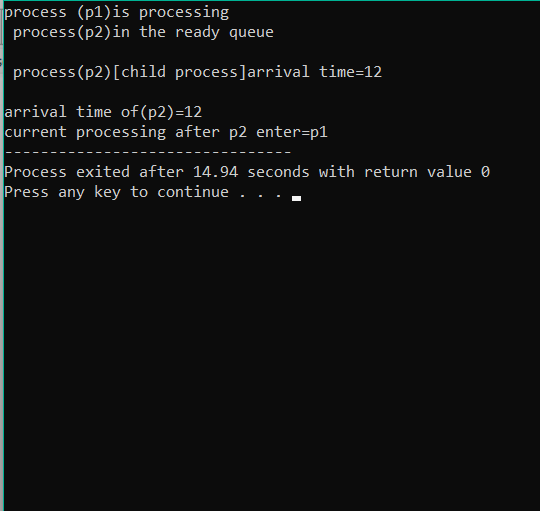 process (p1)is processing
process(p2)in the ready queue
process(p2)[child process]arrival time=12
arrival time of(p2)=12
current processing after p2 enter=p1
--------------------------------
Process exited after 14.94 seconds with return value 0
Press any key to continue . . .